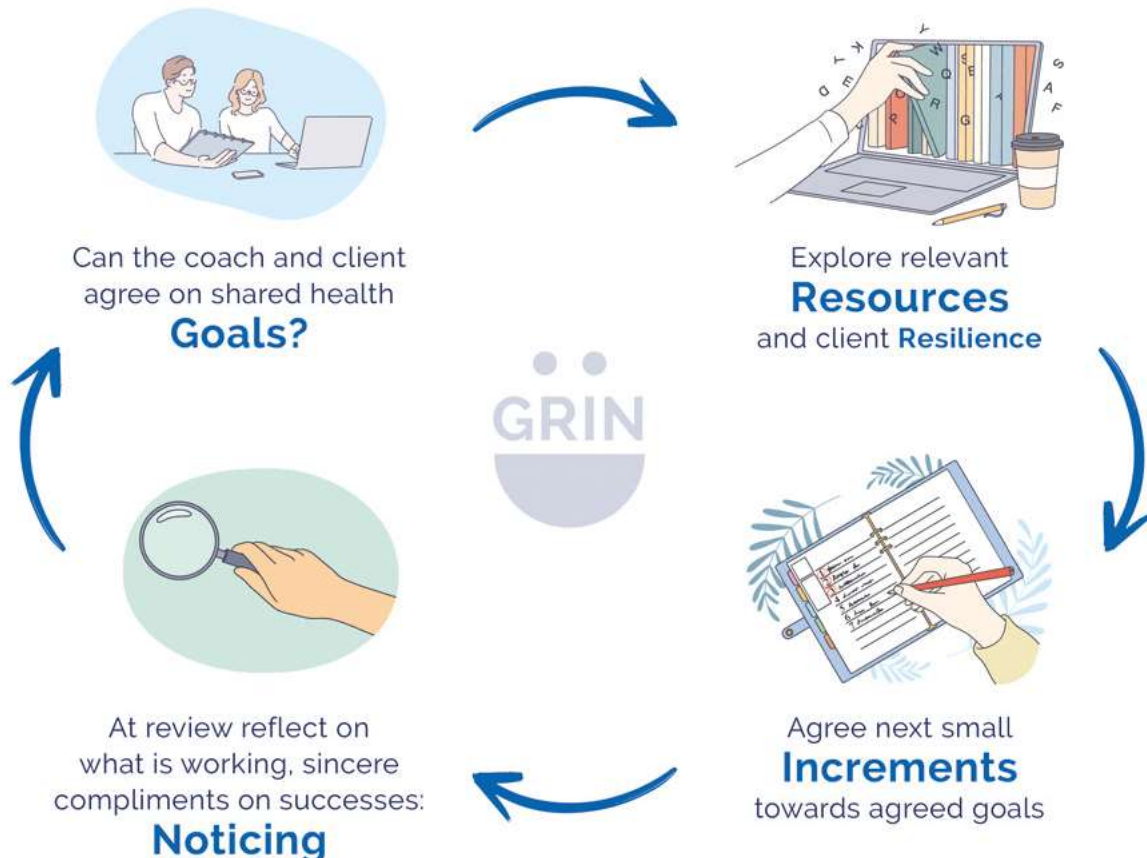 Can the coach and client
agree on shared health
Goals?
Explore relevant
Resources
and client Resilience
GRIN
At review reflect on
what is working, sincere
compliments on successes:
Noticing
Agree next small
Increments
towards agreed goals